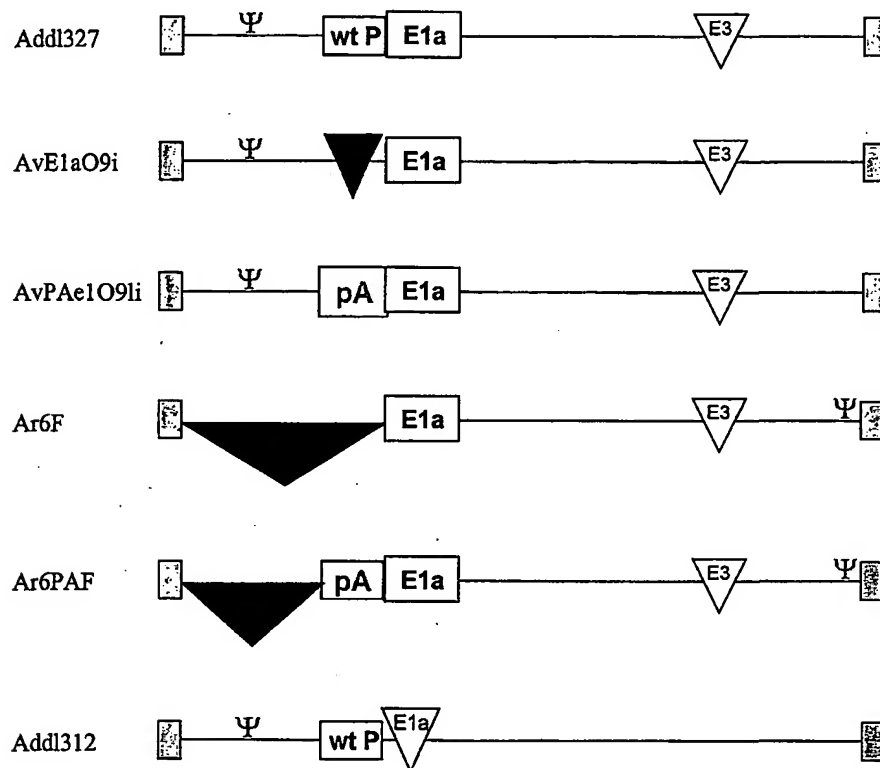 Addl327 Ψ wt P E1a E3
AvE1aO9i Ψ E1a E3
AvPAe1O9li Ψ pA E1a E3
Ar6F E1a E3 Ψ
Ar6PAF pA E1a E3 Ψ
Addl312 Ψ wt P E1a